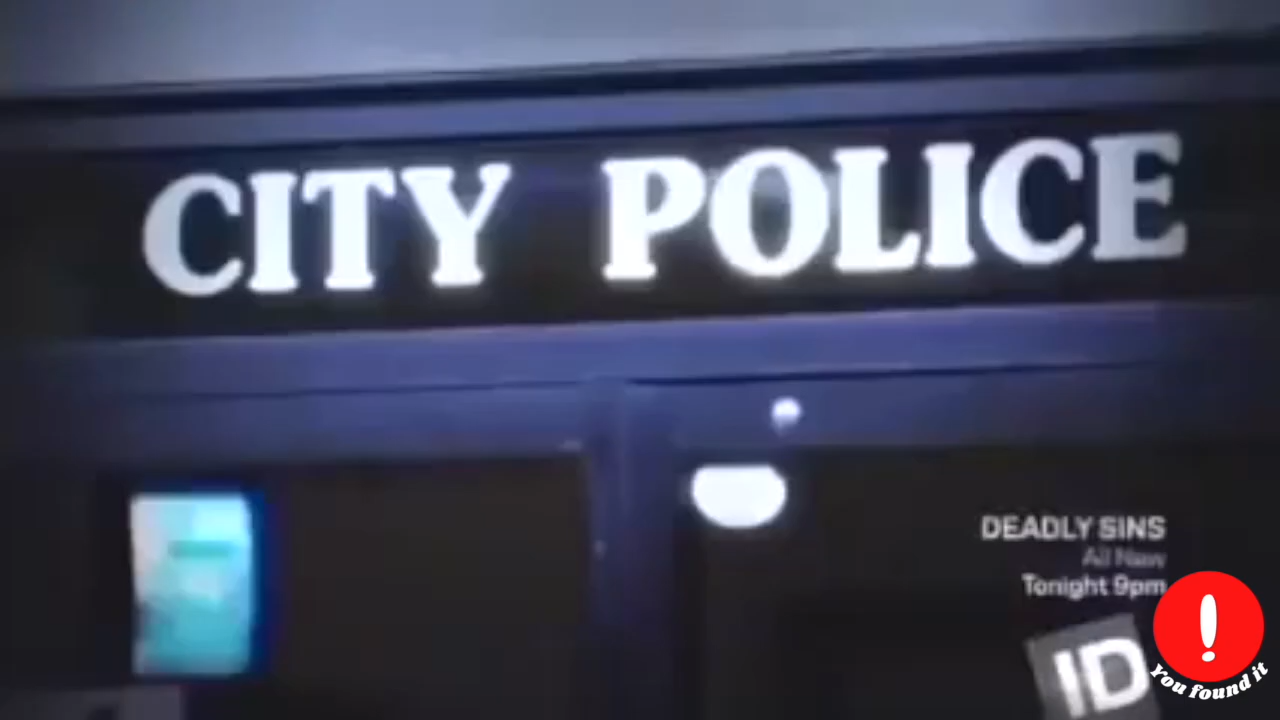 CITY POLICE
DEADLY SINS
All New
Tonight 9pm
ID
!
You found it